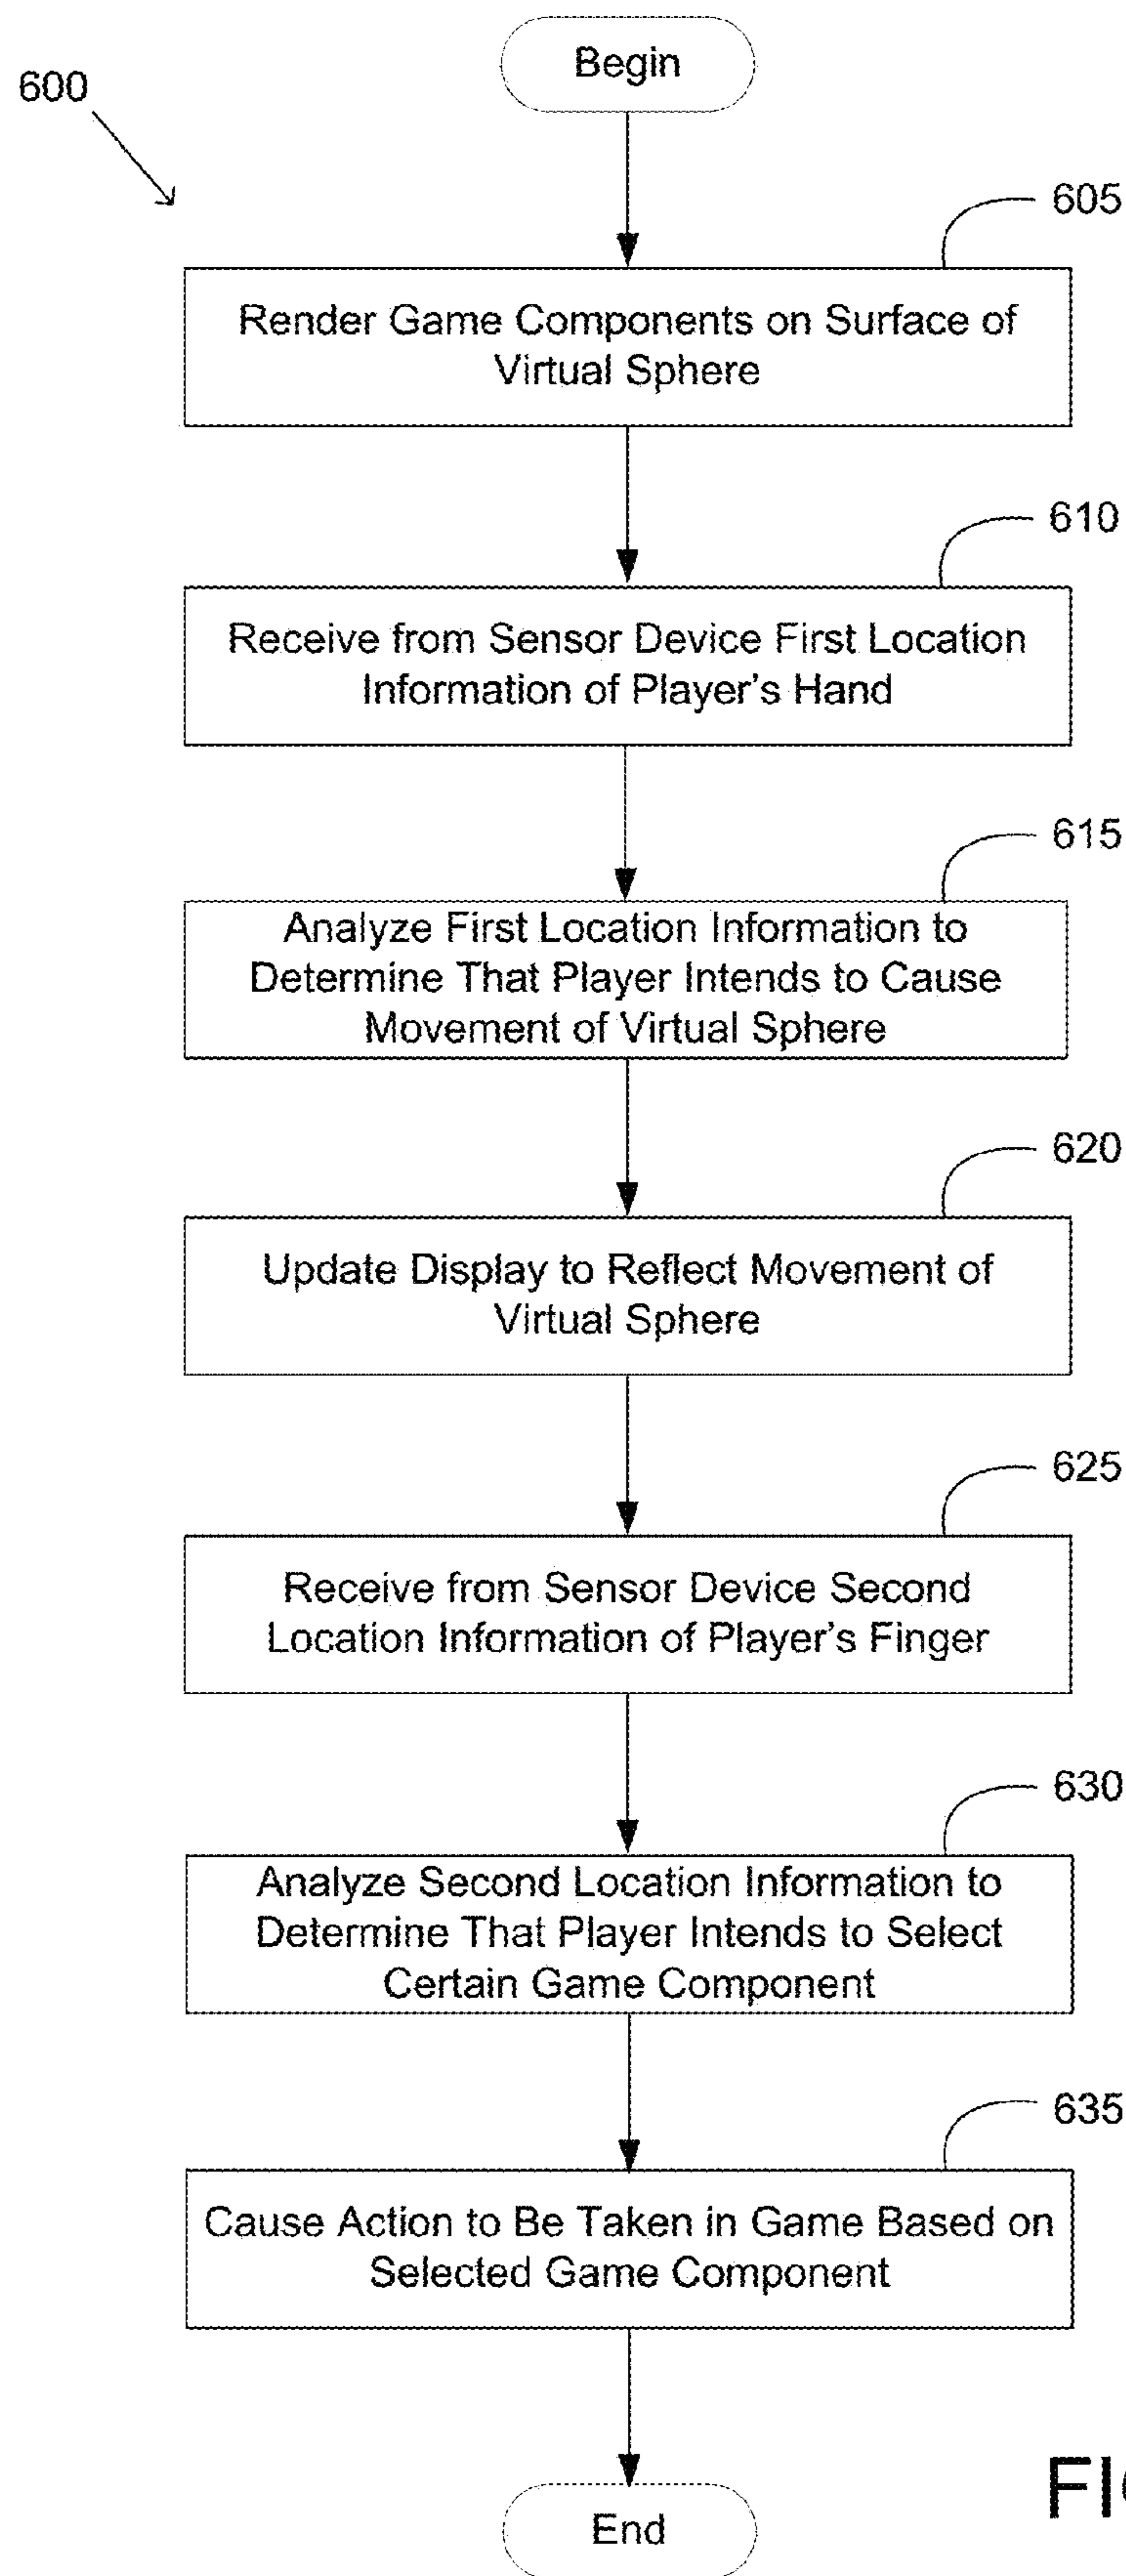 Begin
600
605
Render Game Components on Surface of
Virtual Sphere
610
Receive from Sensor Device First Location
Information of Player's Hand
615
Analyze First Location Information to
Determine That Player Intends to Cause
Movement of Virtual Sphere
620
Update Display to Reflect Movement of
Virtual Sphere
625
Receive from Sensor Device Second
Location Information of Player's Finger
630
Analyze Second Location Information to
Determine That Player Intends to Select
Certain Game Component
635
Cause Action to Be Taken in Game Based on
Selected Game Component
End